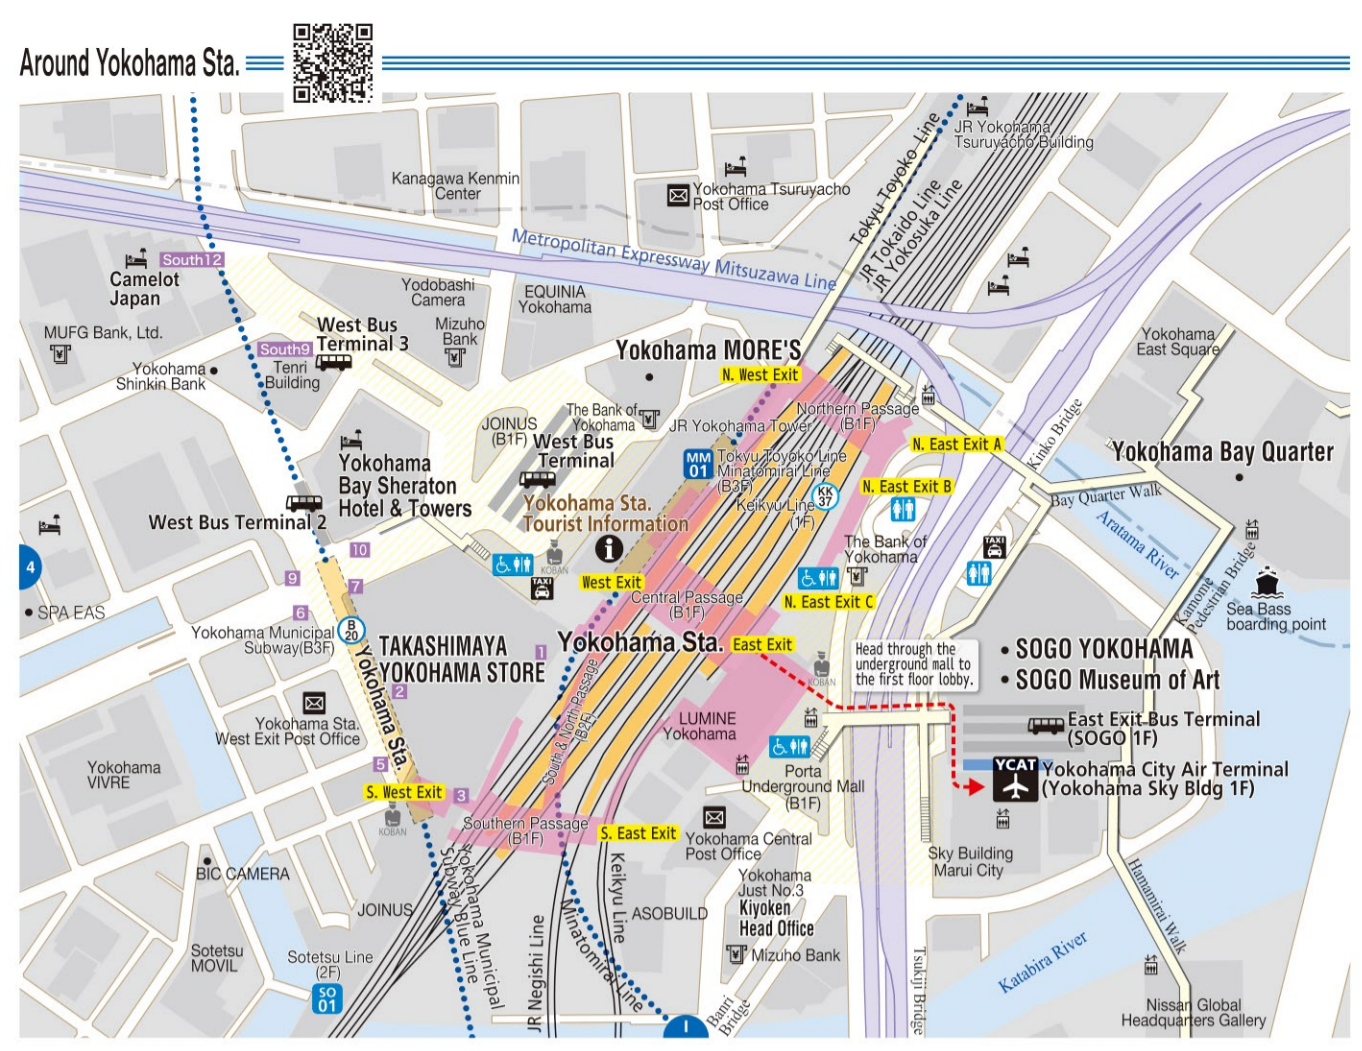 Around Yokohama Sta.
Kanagawa Kenmin
Center
Yokohama Tsuruyacho
Post Office
JR Yokohama
Tsuruyacho Building
Tokyu Toyoko Line
JR Tokaido Line
JR Yokosuka Line
Metropolitan Expressway Mitsuzawa Line
South12
Camelot
Japan
MUFG Bank, Ltd.
Yokohama
Shinkin Bank
South9
Tenri
Building
West Bus
Terminal 3
Yodobashi
Camera
Mizuho
Bank
EQUINIA
Yokohama
Yokohama MORE'S
N. West Exit
Yokohama
East Square
Northern Passage
(B1F)
The Bank of
Yokohama
JR Yokohama Tower
JOINUS
(B1F)
West Bus
Terminal
MM
01
Tokyu Toyoko Line
Minatomirai Line
(B3F)
Keikyu Line
(1F)
KK
37
N. East Exit A
N. East Exit B
Kinko Bridge
Yokohama Bay Quarter
Bay Quarter Walk
Aratama River
Yokohama
Bay Sheraton
Hotel & Towers
West Bus Terminal 2
Yokohama Sta.
Tourist Information
i
KOBAN
TAXI
West Exit
The Bank of
Yokohama
TAXI
N. East Exit C
Central Passage
(B1F)
Kamome
Pedestrian Bridge
Sea Bass
boarding point
4
SPA EAS
10
9
7
6
Yokohama Municipal
Subway(B3F)
B
20
Yokohama Sta.
TAKASHIMAYA
YOKOHAMA STORE
1
2
Yokohama Sta.
East Exit
KOBAN
Head through the
underground mall to
the first floor lobby.
SOGO YOKOHAMA
SOGO Museum of Art
East Exit Bus Terminal
(SOGO 1F)
YCAT
Yokohama City Air Terminal
(Yokohama Sky Bldg 1F)
Yokohama Sta.
West Exit Post Office
South & North Passage
(B2F)
LUMINE
Yokohama
Porta
Underground Mall
(B1F)
Yokohama
VIVRE
5
S. West Exit
3
KOBAN
Southern Passage
(B1F)
S. East Exit
Yokohama Central
Post Office
Sky Building
Marui City
BIC CAMERA
JOINUS
Yokohama Municipal
Subway Blue Line
JR Negishi Line
Minatomirai Line
Keikyu Line
ASOBUILD
Yokohama
Just No.3
Kiyoken
Head Office
Mizuho Bank
Sotetsu
MOVIL
Sotetsu Line
(2F)
SO
01
I
Banri
Bridge
Tsukiji Bridge
Katabira River
Hamamirai Walk
Nissan Global
Headquarters Gallery